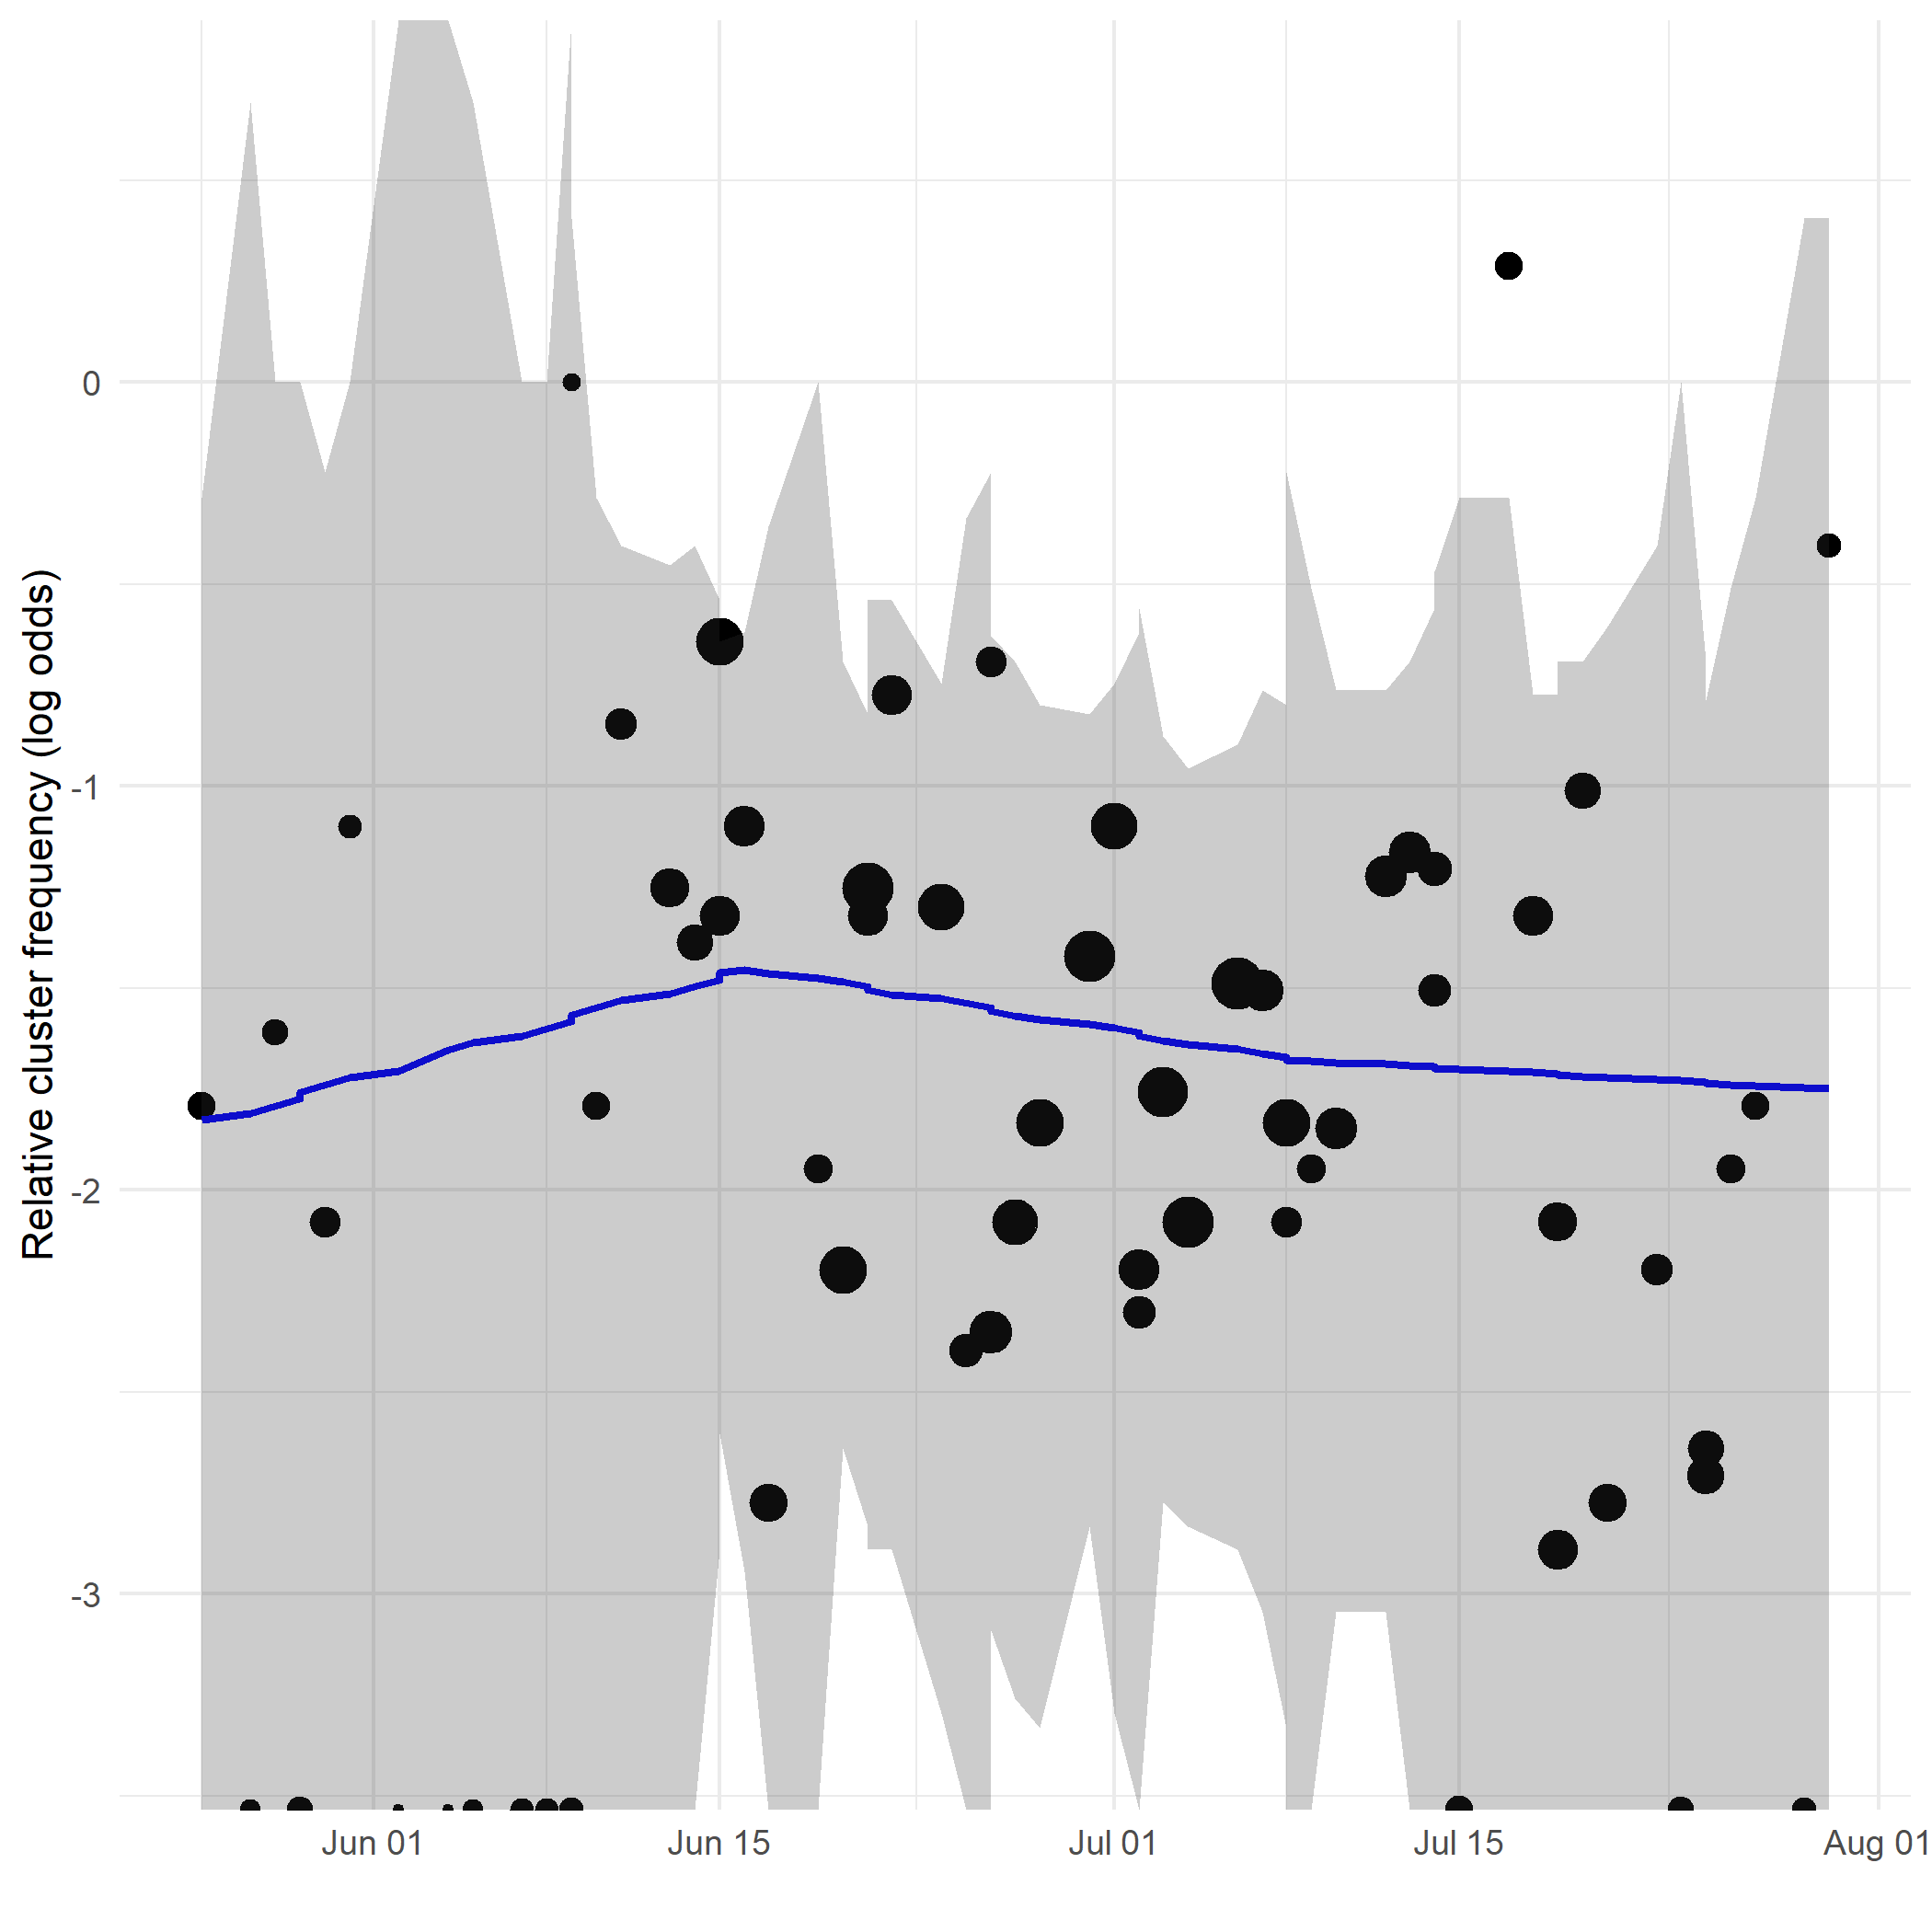 Relative cluster frequency (log odds)
0
-1
-2
-3
Jun 01
Jun 15
Jul 01
Jul 15
Aug 01